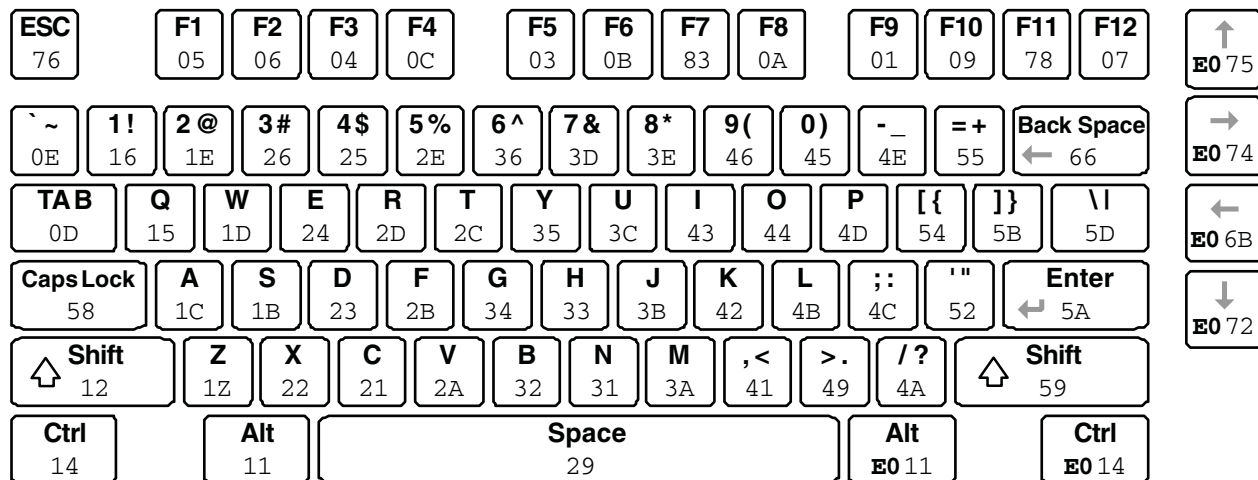 ESC F1 F2 F3 F4 F5 F6 F7 F8 F9 F10 F11 F12 ↑
76 05 06 04 0C 03 0B 83 0A 01 09 78 07 E0 75
` ~ 1! 2@ 3# 4$ 5% 6^ 7& 8* 9( 0) -_ =+ Back Space →
0E 16 1E 26 25 2E 36 3D 3E 46 45 4E 55 ← 66 E0 74
TAB Q W E R T Y U I O P [{ ]} \| ←
0D 15 1D 24 2D 2C 35 3C 43 44 4D 54 5B 5D E0 6B
Caps Lock A S D F G H J K L ;: '" Enter ↓
58 1C 1B 23 2B 34 33 3B 42 4B 4C 52 ↵ 5A E0 72
Shift Z X C V B N M ,< >. /? Shift
12 1Z 22 21 2A 32 31 3A 41 49 4A 59
Ctrl Alt Space Alt Ctrl
14 11 29 E0 11 E0 14